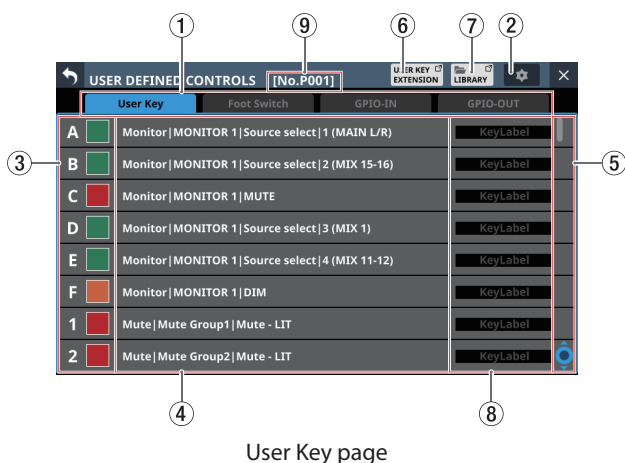 ① ⑨ ⑥ ⑦ ②
USER DEFINED CONTROLS [No.P001] USER KEY EXTENSION LIBRARY
User Key Foot Switch GPIO-IN GPIO-OUT
③ ⑤
A Monitor|MONITOR 1|Source select|1 (MAIN L/R) KeyLabel
B Monitor|MONITOR 1|Source select|2 (MIX 15-16) KeyLabel
C Monitor|MONITOR 1|MUTE KeyLabel
D Monitor|MONITOR 1|Source select|3 (MIX 1) KeyLabel
E Monitor|MONITOR 1|Source select|4 (MIX 11-12) KeyLabel
F Monitor|MONITOR 1|DIM KeyLabel
1 Mute|Mute Group1|Mute - LIT KeyLabel
2 Mute|Mute Group2|Mute - LIT KeyLabel
④ ⑧
User Key page